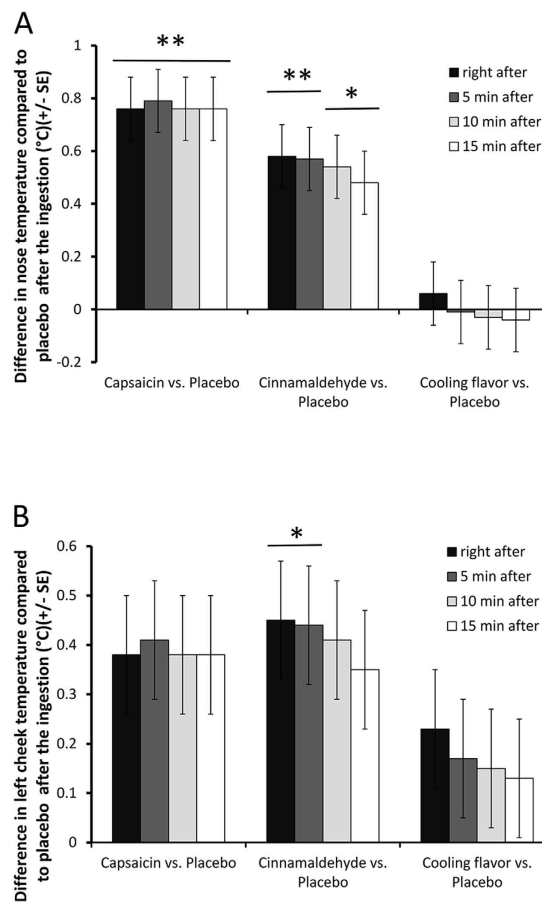 A
Difference in nose temperature compared to
placebo after the ingestion (°C)(+/- SE)
1
0.8
0.6
0.4
0.2
0
-0.2
**
**
*
right after
5 min after
10 min after
15 min after
Capsaicin vs. Placebo
Cinnamaldehyde vs.
Placebo
Cooling flavor vs.
Placebo
B
Difference in left cheek temperature compared
to placebo after the ingestion (°C)(+/- SE)
0.6
0.5
0.4
0.3
0.2
0.1
0
*
right after
5 min after
10 min after
15 min after
Capsaicin vs. Placebo
Cinnamaldehyde vs.
Placebo
Cooling flavor vs.
Placebo